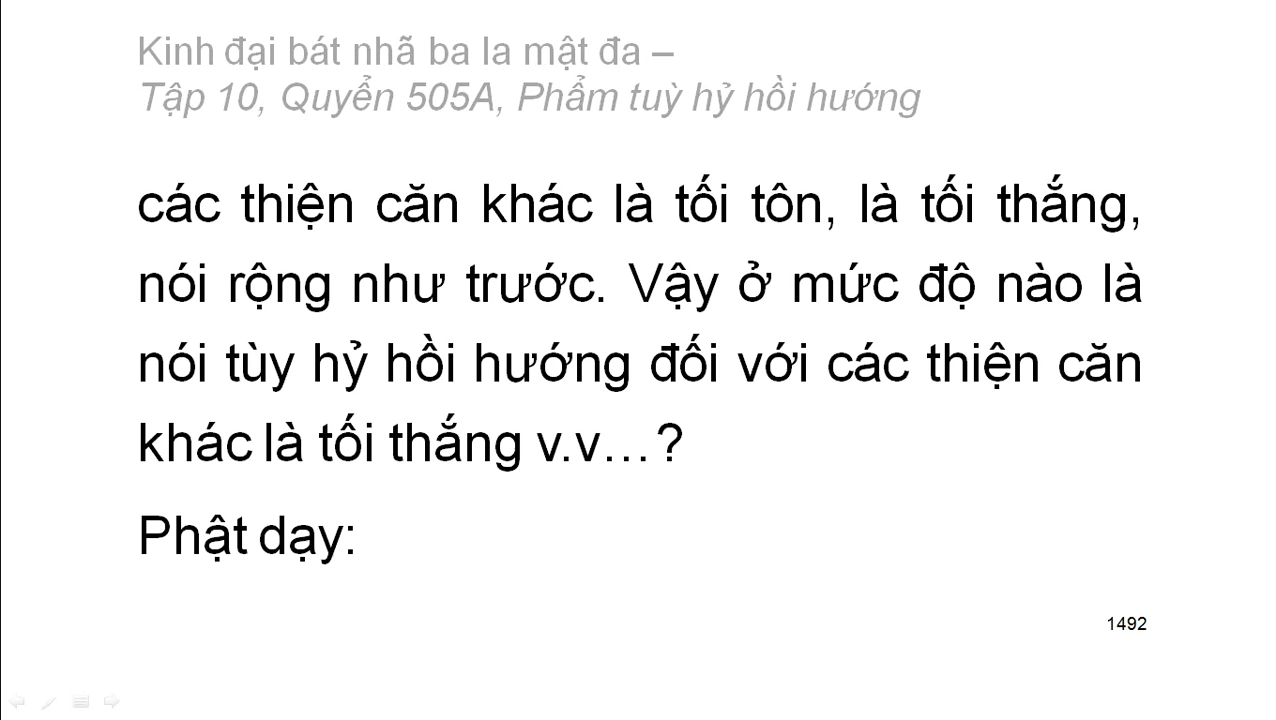 Kinh đại bát nhã ba la mật đa –
Tập 10, Quyển 505A, Phẩm tuỳ hỷ hồi hướng
các thiện căn khác là tối tôn, là tối thắng,
nói rộng như trước. Vậy ở mức độ nào là
nói tùy hỷ hồi hướng đối với các thiện căn
khác là tối thắng v.v…?
Phật dạy:
1492